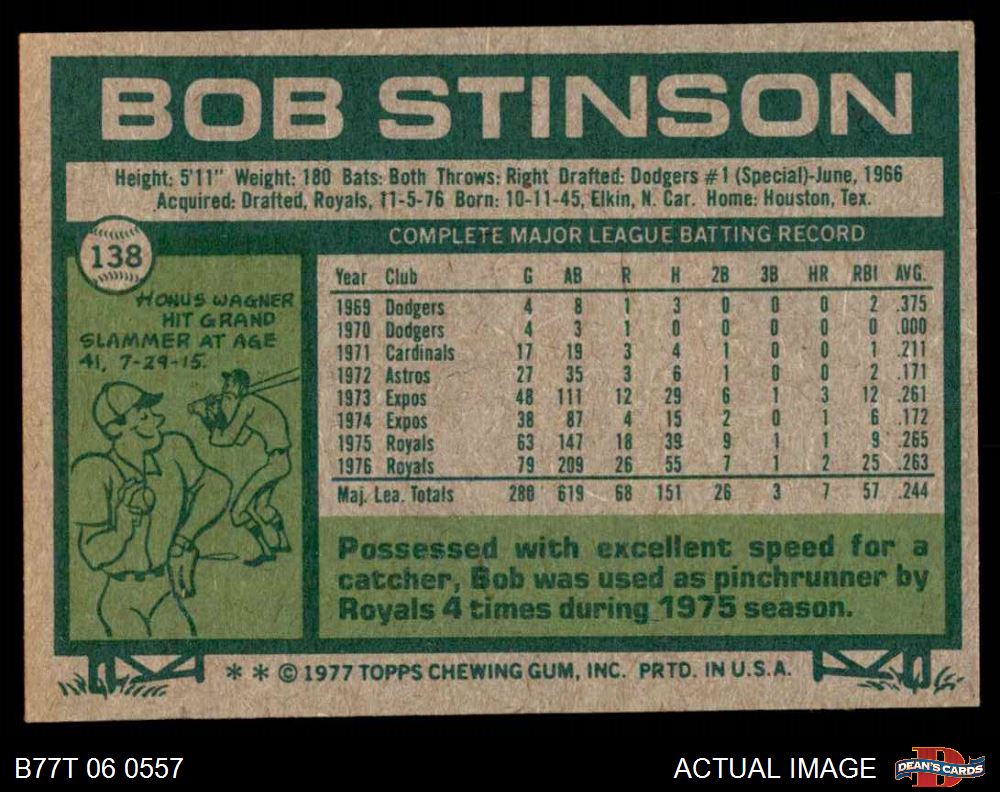 BOB STINSON
Height: 5'11" Weight: 180 Bats: Both Throws: Right Drafted: Dodgers #1 (Special)-June, 1966
Acquired: Drafted, Royals, 11-5-76 Born: 10-11-45, Elkin, N. Car. Home: Houston, Tex.
138
COMPLETE MAJOR LEAGUE BATTING RECORD
HONUS WAGNER
HIT GRAND
SLAMMER AT AGE
41, 7-29-15.
Year Club G AB R H 2B 3B HR RBI AVG.
1969 Dodgers 4 8 1 3 0 0 0 2 .375
1970 Dodgers 4 3 1 0 0 0 0 0 .000
1971 Cardinals 17 19 3 4 1 0 0 1 .211
1972 Astros 27 35 3 6 1 0 0 2 .171
1973 Expos 48 111 12 29 6 1 3 12 .261
1974 Expos 38 87 4 15 2 0 1 6 .172
1975 Royals 63 147 18 39 9 1 1 9 .265
1976 Royals 79 209 26 55 7 1 2 25 .263
Maj. Lea. Totals 280 619 68 151 26 3 7 57 .244
Possessed with excellent speed for a
catcher, Bob was used as pinchrunner by
Royals 4 times during 1975 season.
* * © 1977 TOPPS CHEWING GUM, INC. PRTD. IN U.S.A.
B77T 06 0557
ACTUAL IMAGE
DEAN'S CARDS